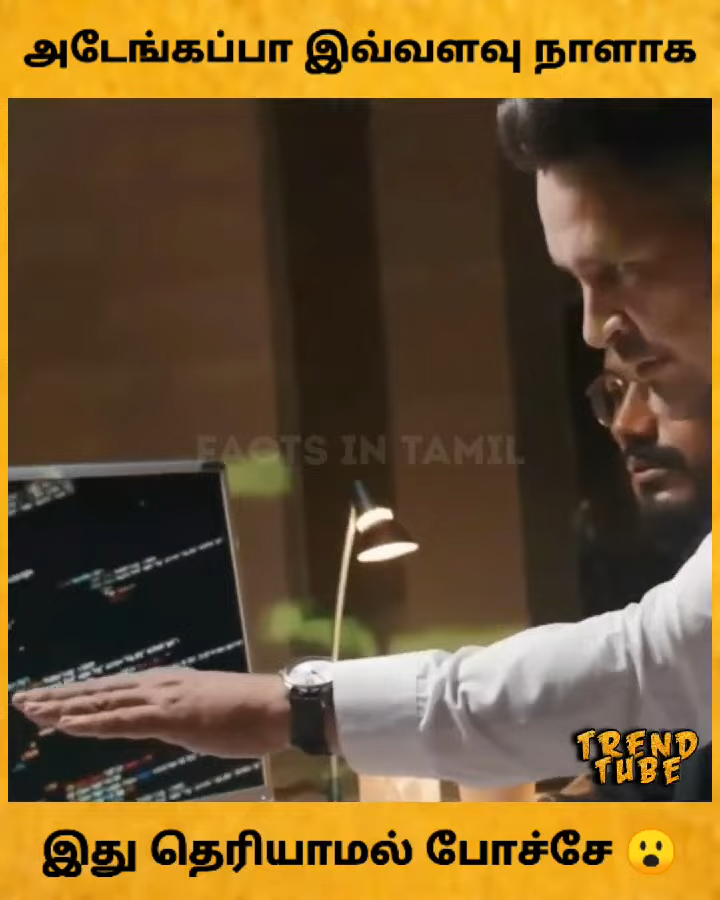 அடேங்கப்பா இவ்வளவு நாளாக
FACTS IN TAMIL
TREND
TUBE
இது தெரியாமல் போச்சே 😮